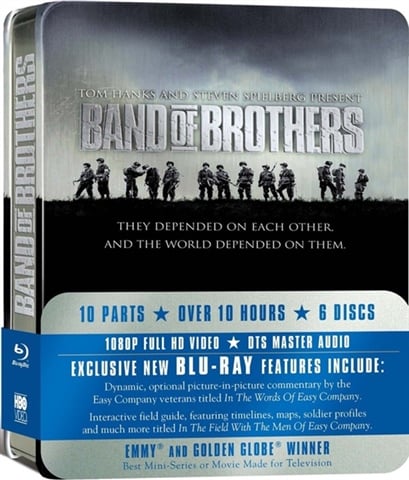 TOM HANKS AND STEVEN SPIELBERG PRESENT
BAND OF BROTHERS
THEY DEPENDED ON EACH OTHER.
AND THE WORLD DEPENDED ON THEM.
10 PARTS ★ OVER 10 HOURS ★ 6 DISCS
1080P FULL HD VIDEO ★ DTS MASTER AUDIO
EXCLUSIVE NEW BLU-RAY FEATURES INCLUDE:
Dynamic, optional picture-in-picture commentary by the
Easy Company veterans titled In The Words Of Easy Company.
Interactive field guide, featuring timelines, maps, soldier profiles
and much more titled In The Field With The Men Of Easy Company.
EMMY® AND GOLDEN GLOBE® WINNER
Best Mini-Series or Movie Made for Television
BAND OF BROTHERS
Blu-ray Disc
HBO
VIDEO